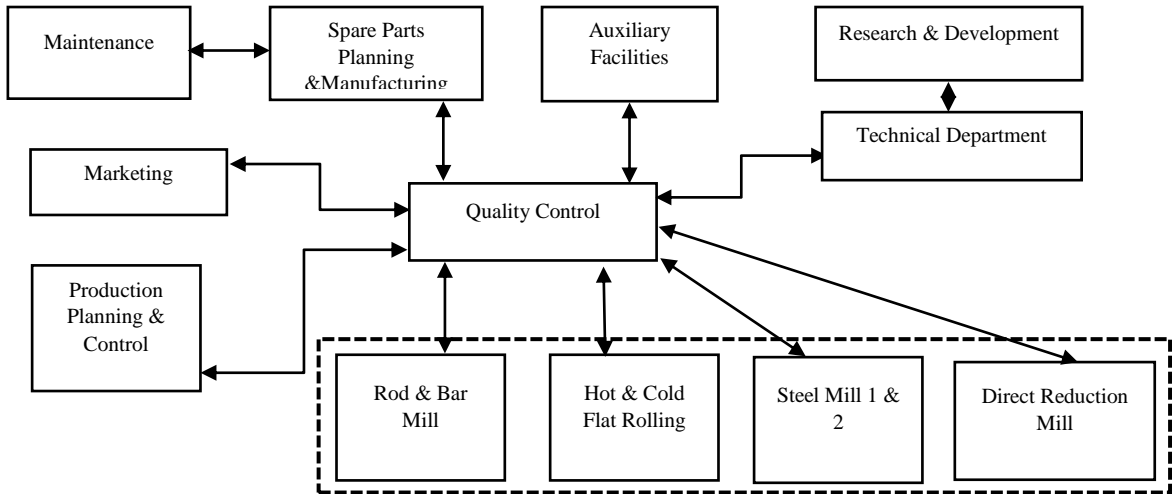 Maintenance
Spare Parts
Planning
&Manufacturing
Auxiliary
Facilities
Research & Development
Technical Department
Marketing
Quality Control
Production
Planning &
Control
Rod & Bar
Mill
Hot & Cold
Flat Rolling
Steel Mill 1 &
2
Direct Reduction
Mill